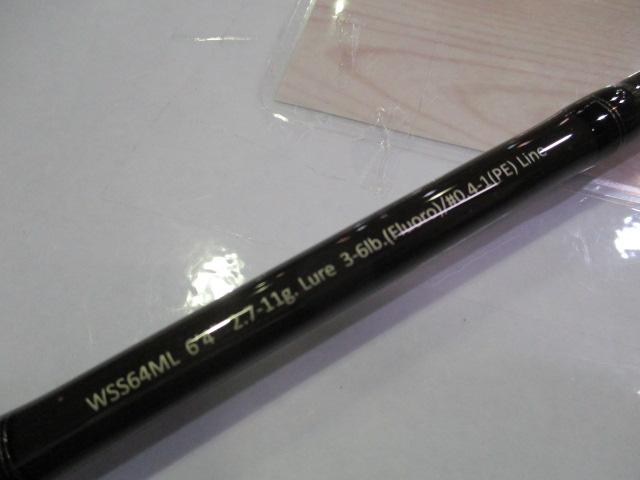 WSS64ML 6'4" 2.7-11g. Lure 3-6lb.(Fluoro)/#0.4-1(PE) Line